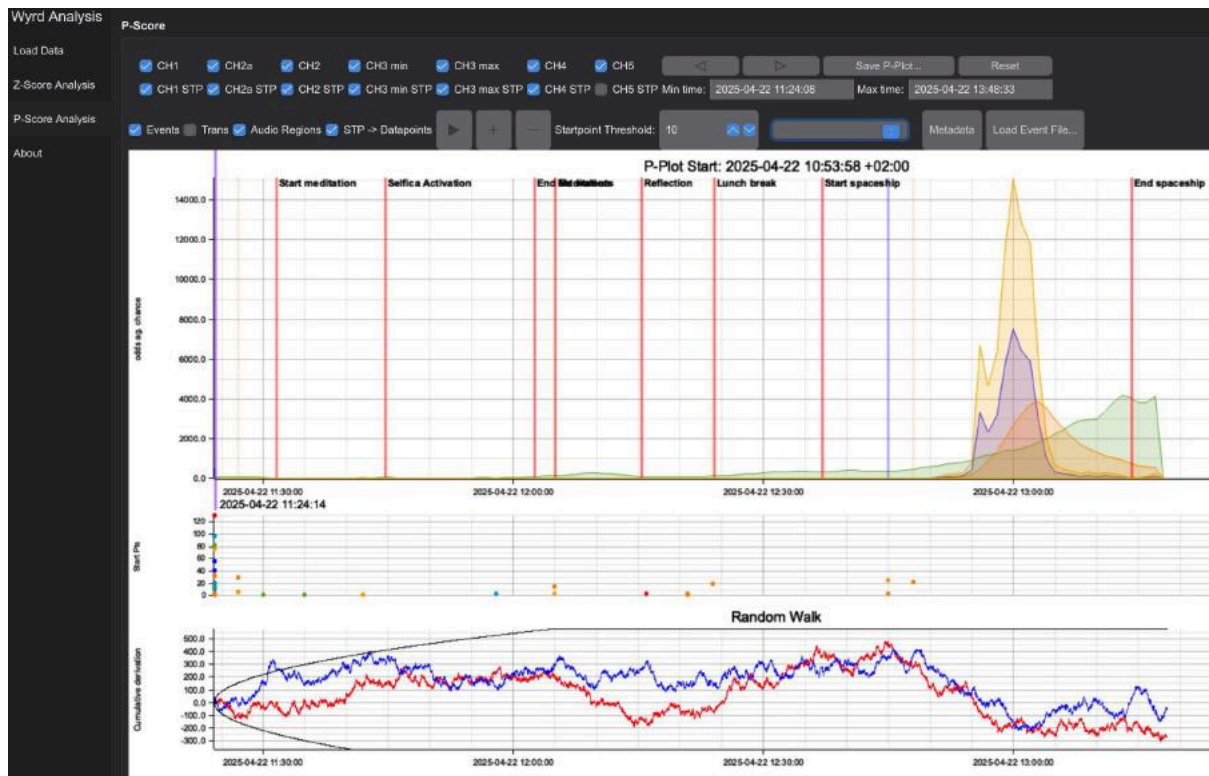 Wyrd Analysis
Load Data
Z-Score Analysis
P-Score Analysis
About
P-Score
CH1 CH2a CH2 CH3 min CH3 max CH4 CH5 Save P-Plot... Reset
CH1 STP CH2a STP CH2 STP CH3 min STP CH3 max STP CH4 STP CH5 STP Min time: 2025-04-22 11:24:08 Max time: 2025-04-22 13:48:33
Events Trans Audio Regions STP -> Datapoints + − Startpoint Threshold: 10 Metadata Load Event File...
P-Plot Start: 2025-04-22 10:53:58 +02:00
Start meditation Selfica Activation End Reflection Lunch break Start spaceship End spaceship
14000.0
12000.0
10000.0
8000.0
6000.0
4000.0
2000.0
0.0
odds ag. chance
2025-04-22 11:30:00 2025-04-22 12:00:00 2025-04-22 12:30:00 2025-04-22 13:00:00
2025-04-22 11:24:14
120
100
80
60
40
20
0
Start Pts
Random Walk
500.0
400.0
300.0
200.0
100.0
0.0
-100.0
-200.0
-300.0
Cumulative derivation
2025-04-22 11:30:00 2025-04-22 12:00:00 2025-04-22 12:30:00 2025-04-22 13:00:00